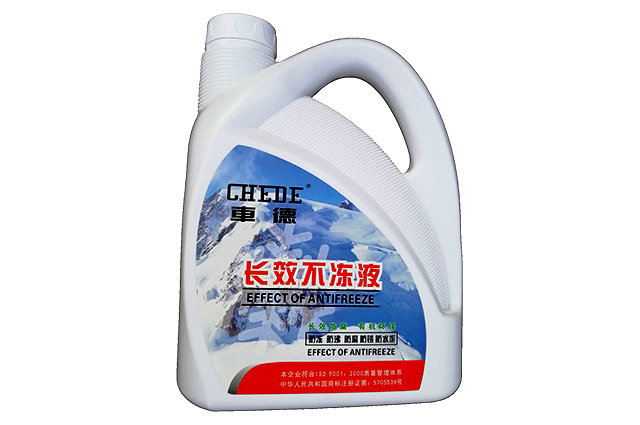 CHEDE®
車德
长效不冻液
EFFECT OF ANTIFREEZE
长效防腐 有机环保
防冻 防沸 防腐 防锈 防水垢
EFFECT OF ANTIFREEZE
本企业符合ISO 9001：2000质量管理体系
中华人民共和国商标注册证第：5705536号